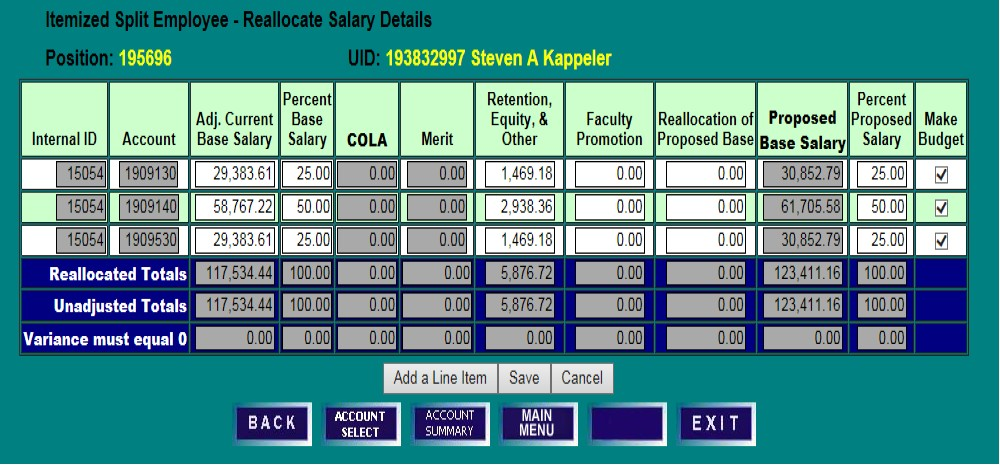 Itemized Split Employee - Reallocate Salary Details
Position: 195696 UID: 193832997 Steven A Kappeler
Internal ID Account Adj. Current Base Salary Percent Base Salary COLA Merit Retention, Equity, & Other Faculty Promotion Reallocation of Proposed Base Proposed Base Salary Percent Proposed Salary Make Budget
15054 1909130 29,383.61 25.00 0.00 0.00 1,469.18 0.00 0.00 30,852.79 25.00
15054 1909140 58,767.22 50.00 0.00 0.00 2,938.36 0.00 0.00 61,705.58 50.00
15054 1909530 29,383.61 25.00 0.00 0.00 1,469.18 0.00 0.00 30,852.79 25.00
Reallocated Totals 117,534.44 100.00 0.00 0.00 5,876.72 0.00 0.00 123,411.16 100.00
Unadjusted Totals 117,534.44 100.00 0.00 0.00 5,876.72 0.00 0.00 123,411.16 100.00
Variance must equal 0 0.00 0.00 0.00 0.00 0.00 0.00 0.00 0.00 0.00
Add a Line Item Save Cancel
BACK ACCOUNT SELECT ACCOUNT SUMMARY MAIN MENU EXIT